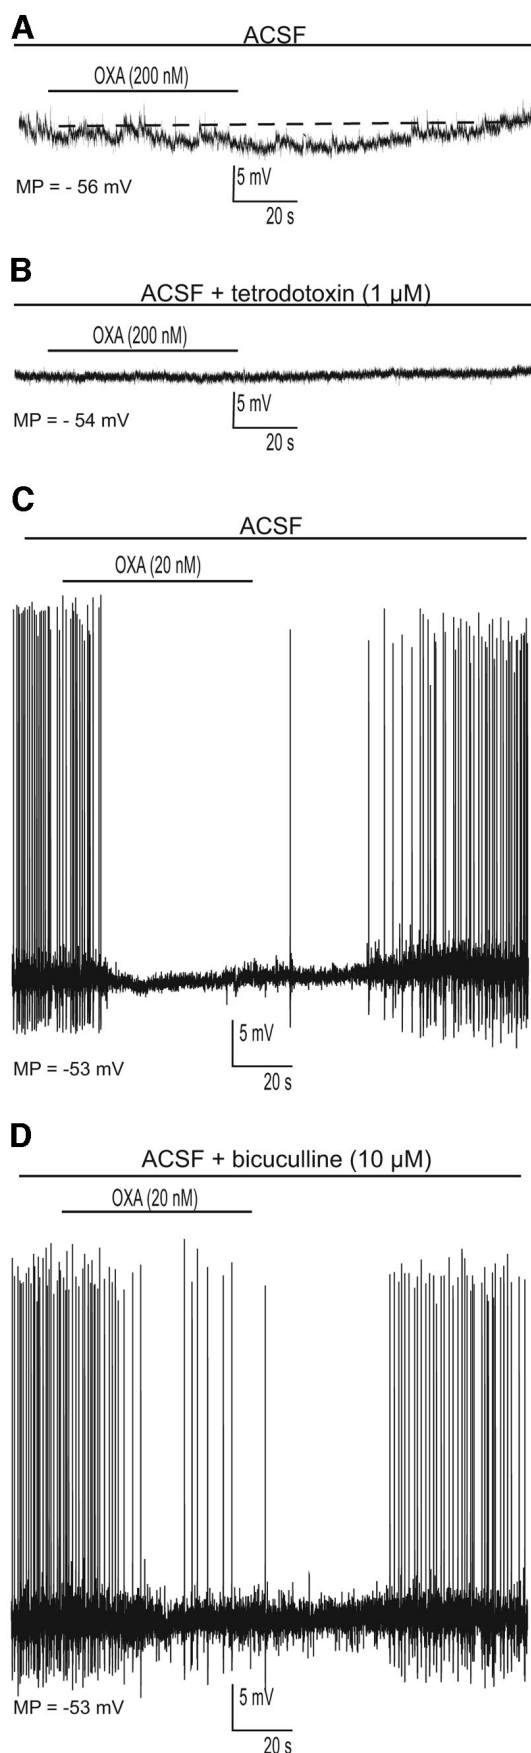 A
ACSF
OXA (200 nM)
5 mV
MP = - 56 mV
20 s
B
ACSF + tetrodotoxin (1 µM)
OXA (200 nM)
5 mV
MP = - 54 mV
20 s
C
ACSF
OXA (20 nM)
5 mV
MP = -53 mV
20 s
D
ACSF + bicuculline (10 µM)
OXA (20 nM)
5 mV
MP = -53 mV
20 s